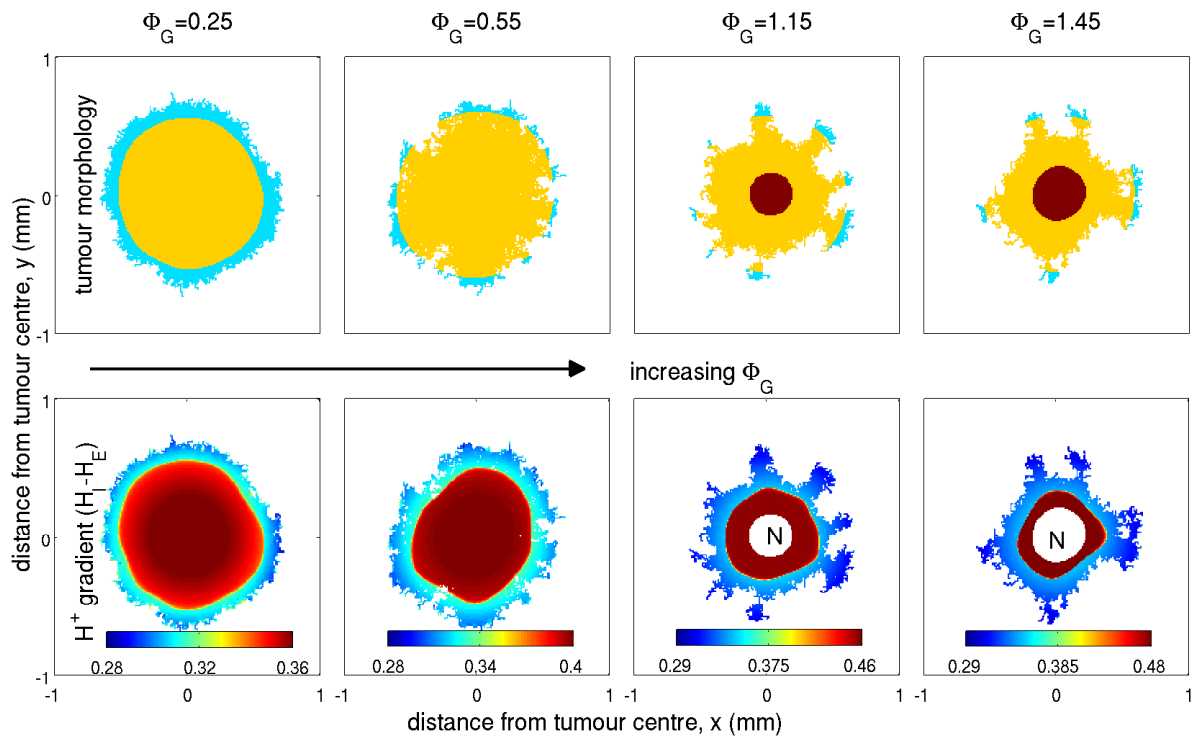 Φ_G=0.25 Φ_G=0.55 Φ_G=1.15 Φ_G=1.45
distance from tumour centre, y (mm)
tumour morphology
1
0
-1
increasing Φ_G
H⁺ gradient (H_I-H_E)
1
0
-1
N N
0.28 0.32 0.36 0.28 0.34 0.4 0.29 0.375 0.46 0.29 0.385 0.48
-1 0 1 -1 0 1 -1 0 1 -1 0 1
distance from tumour centre, x (mm)